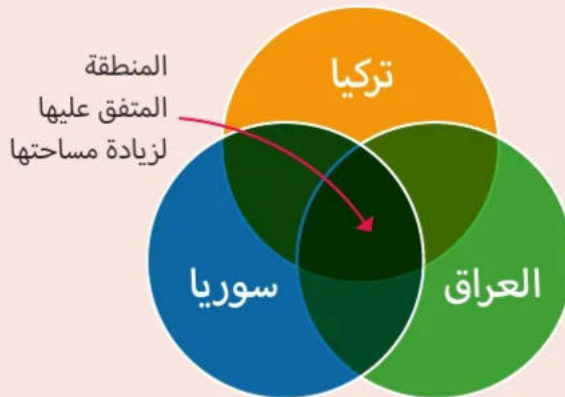 تركيا
المنطقة
المتفق عليها
لزيادة مساحتها
العراق
سوريا